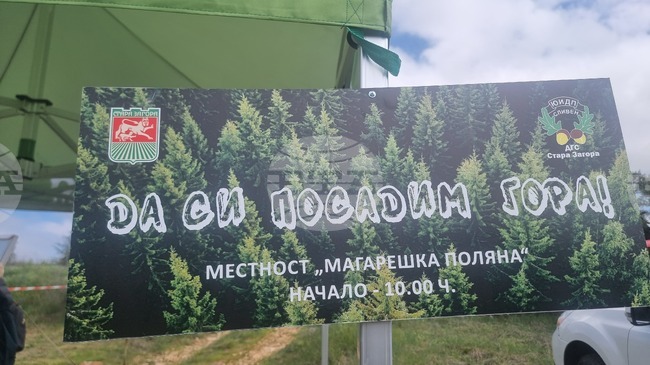 СТАРА ЗАГОРА
ЮИДП
СЛИВЕН
ДГС
Стара Загора
ДА СИ ПОСАДИМ ГОРА!
МЕСТНОСТ „МАГАРЕШКА ПОЛЯНА“
НАЧАЛО - 10.00 Ч.